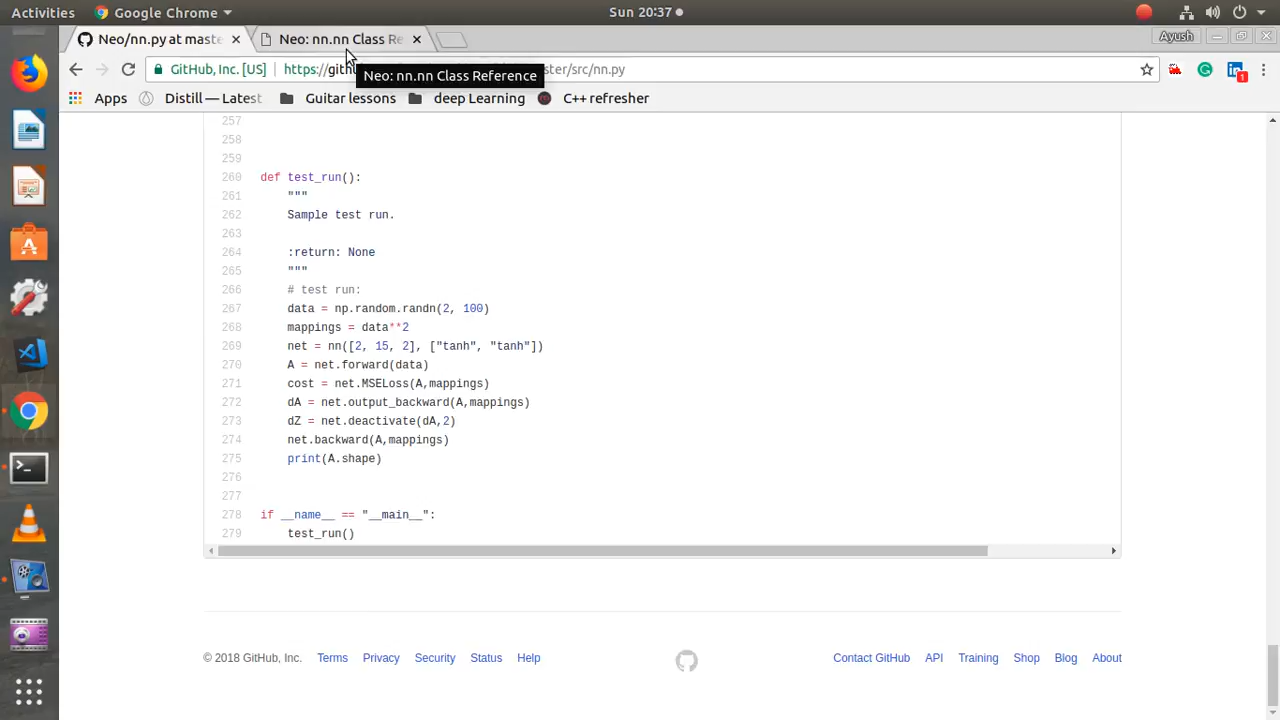 Activities Google Chrome Sun 20:37
Neo/nn.py at maste Neo: nn.nn Class Re Ayush
GitHub, Inc. [US] https://gith ster/src/nn.py
Neo: nn.nn Class Reference
Apps Distill — Latest Guitar lessons deep Learning C++ refresher
257
258
259
260 def test_run():
261 """
262 Sample test run.
263
264 :return: None
265 """
266 # test run:
267 data = np.random.randn(2, 100)
268 mappings = data**2
269 net = nn([2, 15, 2], ["tanh", "tanh"])
270 A = net.forward(data)
271 cost = net.MSELoss(A,mappings)
272 dA = net.output_backward(A,mappings)
273 dZ = net.deactivate(dA,2)
274 net.backward(A,mappings)
275 print(A.shape)
276
277
278 if __name__ == "__main__":
279 test_run()
© 2018 GitHub, Inc. Terms Privacy Security Status Help Contact GitHub API Training Shop Blog About